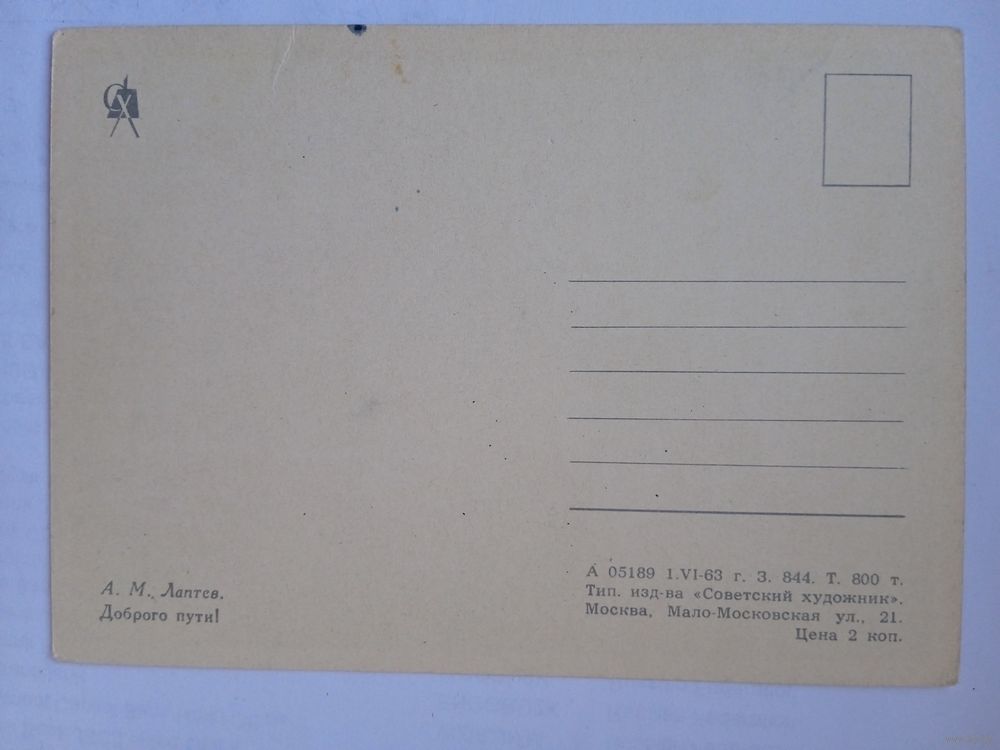 СХ
А. М. Лаптев.
Доброго пути!
А 05189 1.VI-63 г. З. 844. Т. 800 т.
Тип. изд-ва «Советский художник».
Москва, Мало-Московская ул., 21.
Цена 2 коп.